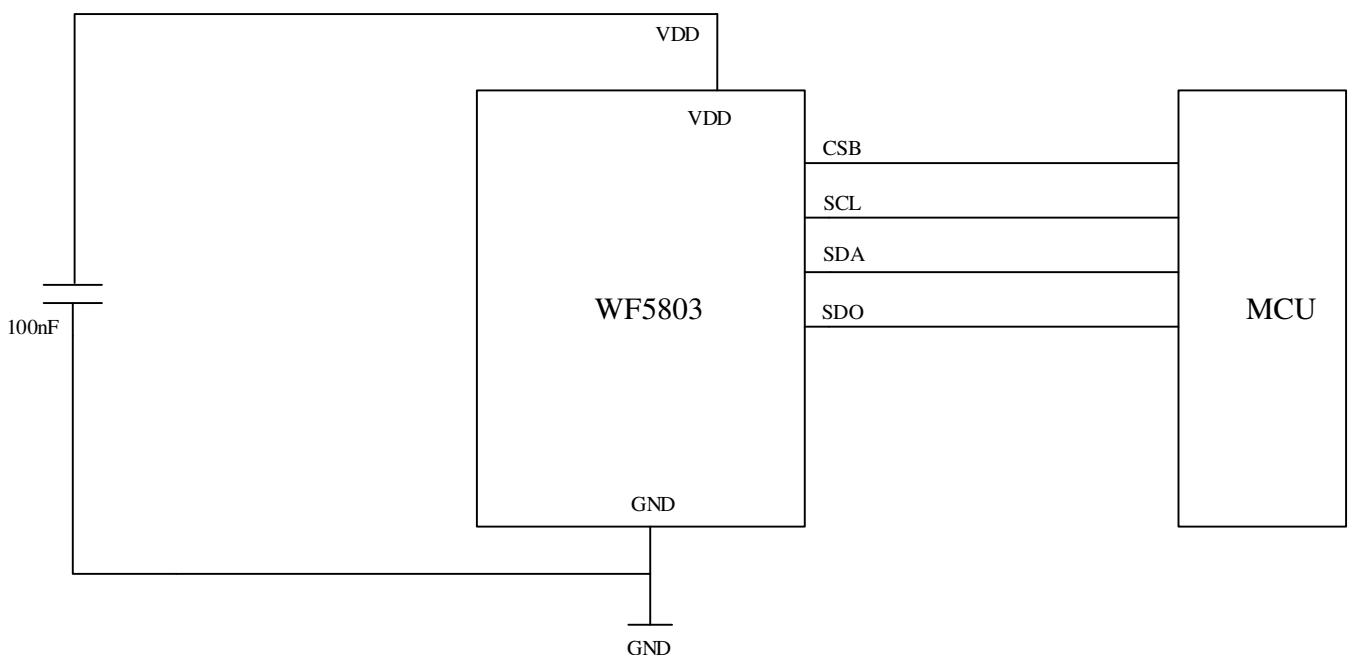 VDD
VDD
CSB
SCL
SDA
SDO
WF5803
MCU
100nF
GND
GND